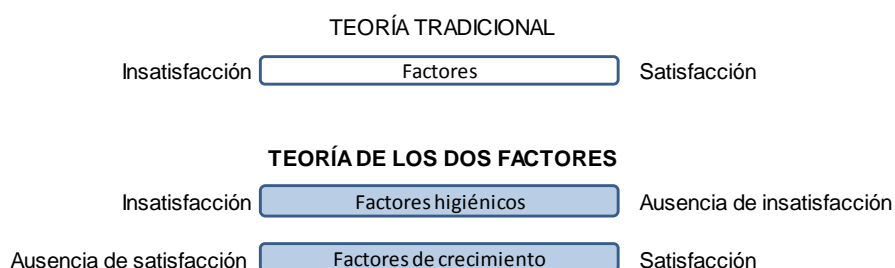 TEORÍA TRADICIONAL
Insatisfacción Factores Satisfacción
TEORÍA DE LOS DOS FACTORES
Insatisfacción Factores higiénicos Ausencia de insatisfacción
Ausencia de satisfacción Factores de crecimiento Satisfacción